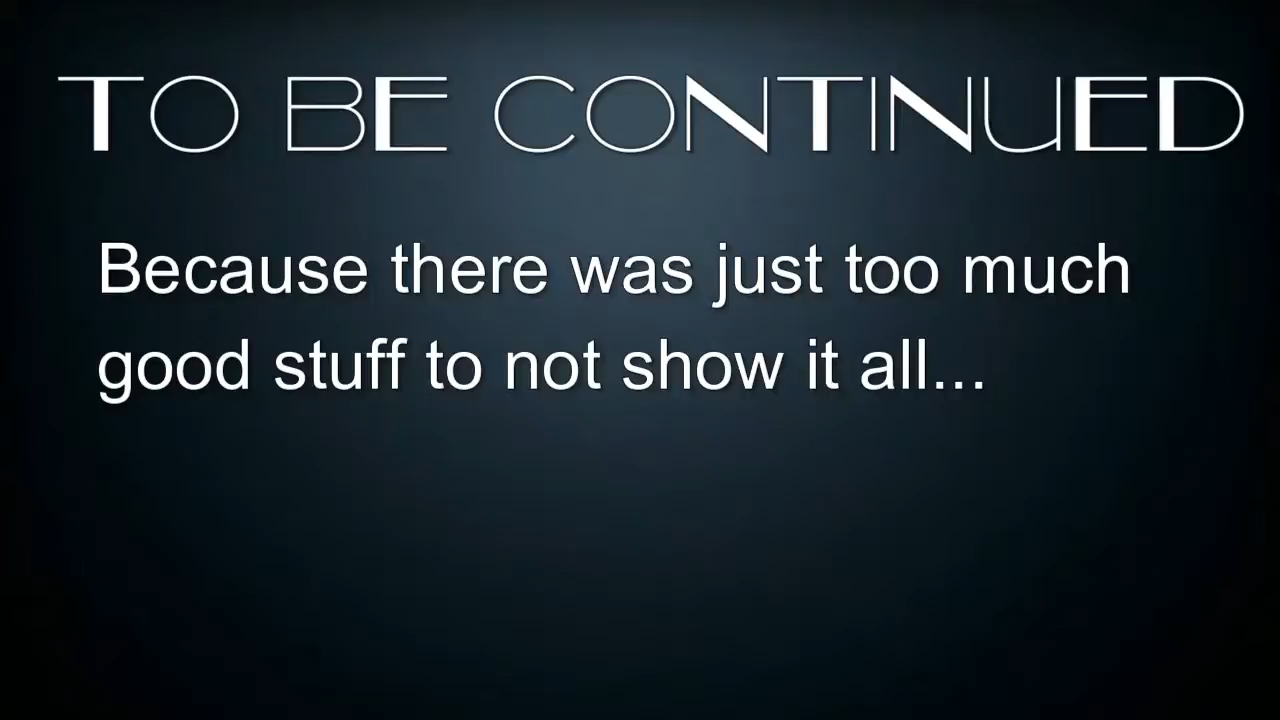 TO BE CONTINUED
Because there was just too much
good stuff to not show it all...